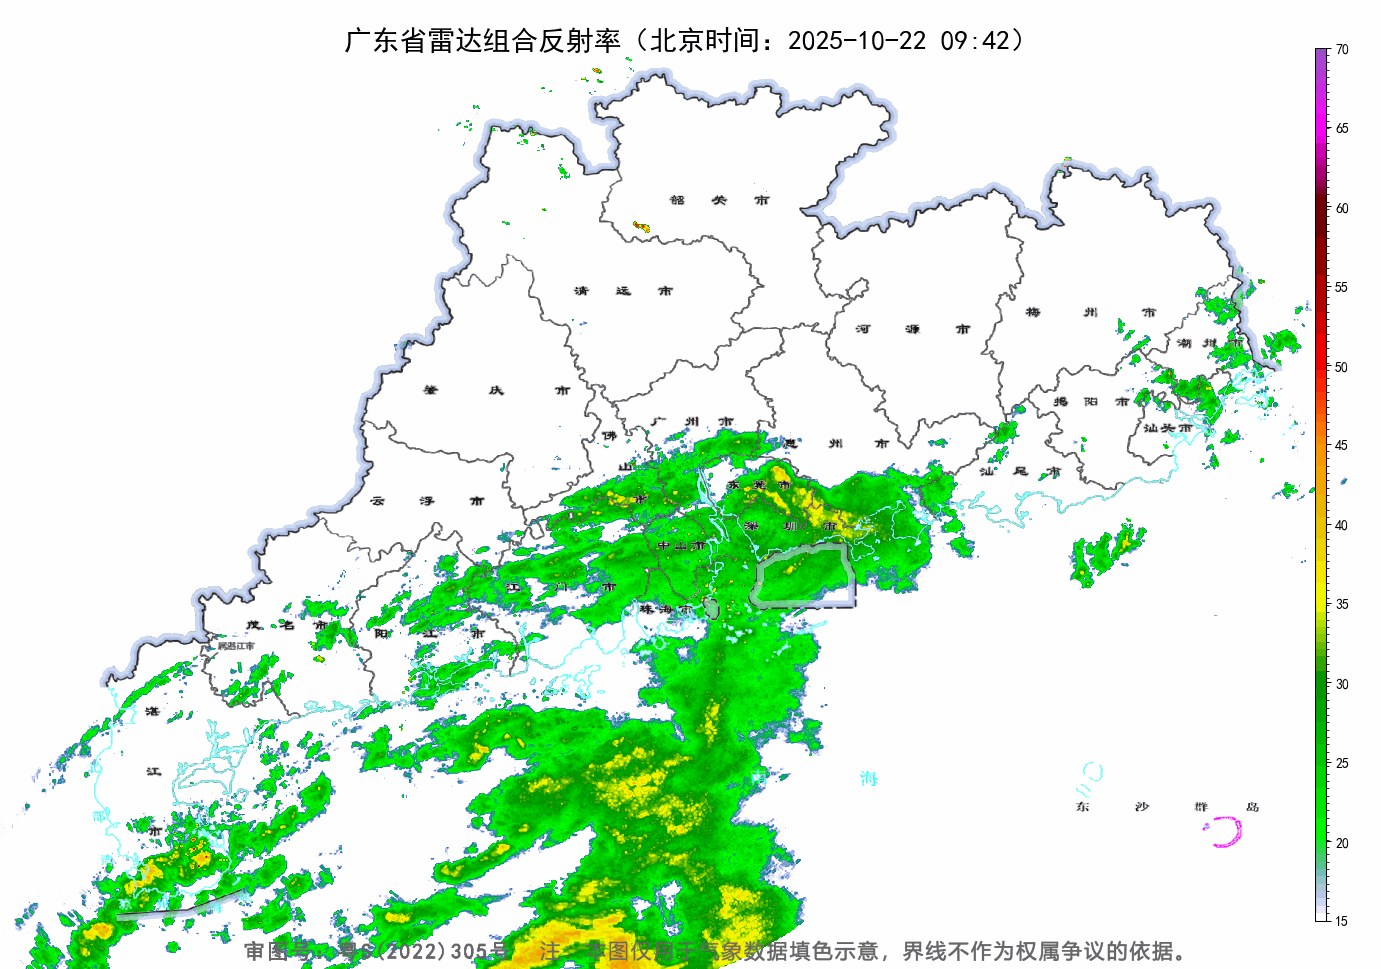 广东省雷达组合反射率（北京时间：2025-10-22 09:42）
70
65
60
55
50
45
40
35
30
25
20
15
韶关市
清远市
河源市
梅州市
潮州市
肇庆市
广州市
佛山市
惠州市
揭阳市
汕头市
汕尾市
云浮市
东莞市
深圳市
中山市
江门市
珠海市
茂名市
阳江市
属湛江市
湛江市
海
东沙群岛
审图号：粤S(2022)305号 注：本图仅用于气象数据填色示意，界线不作为权属争议的依据。